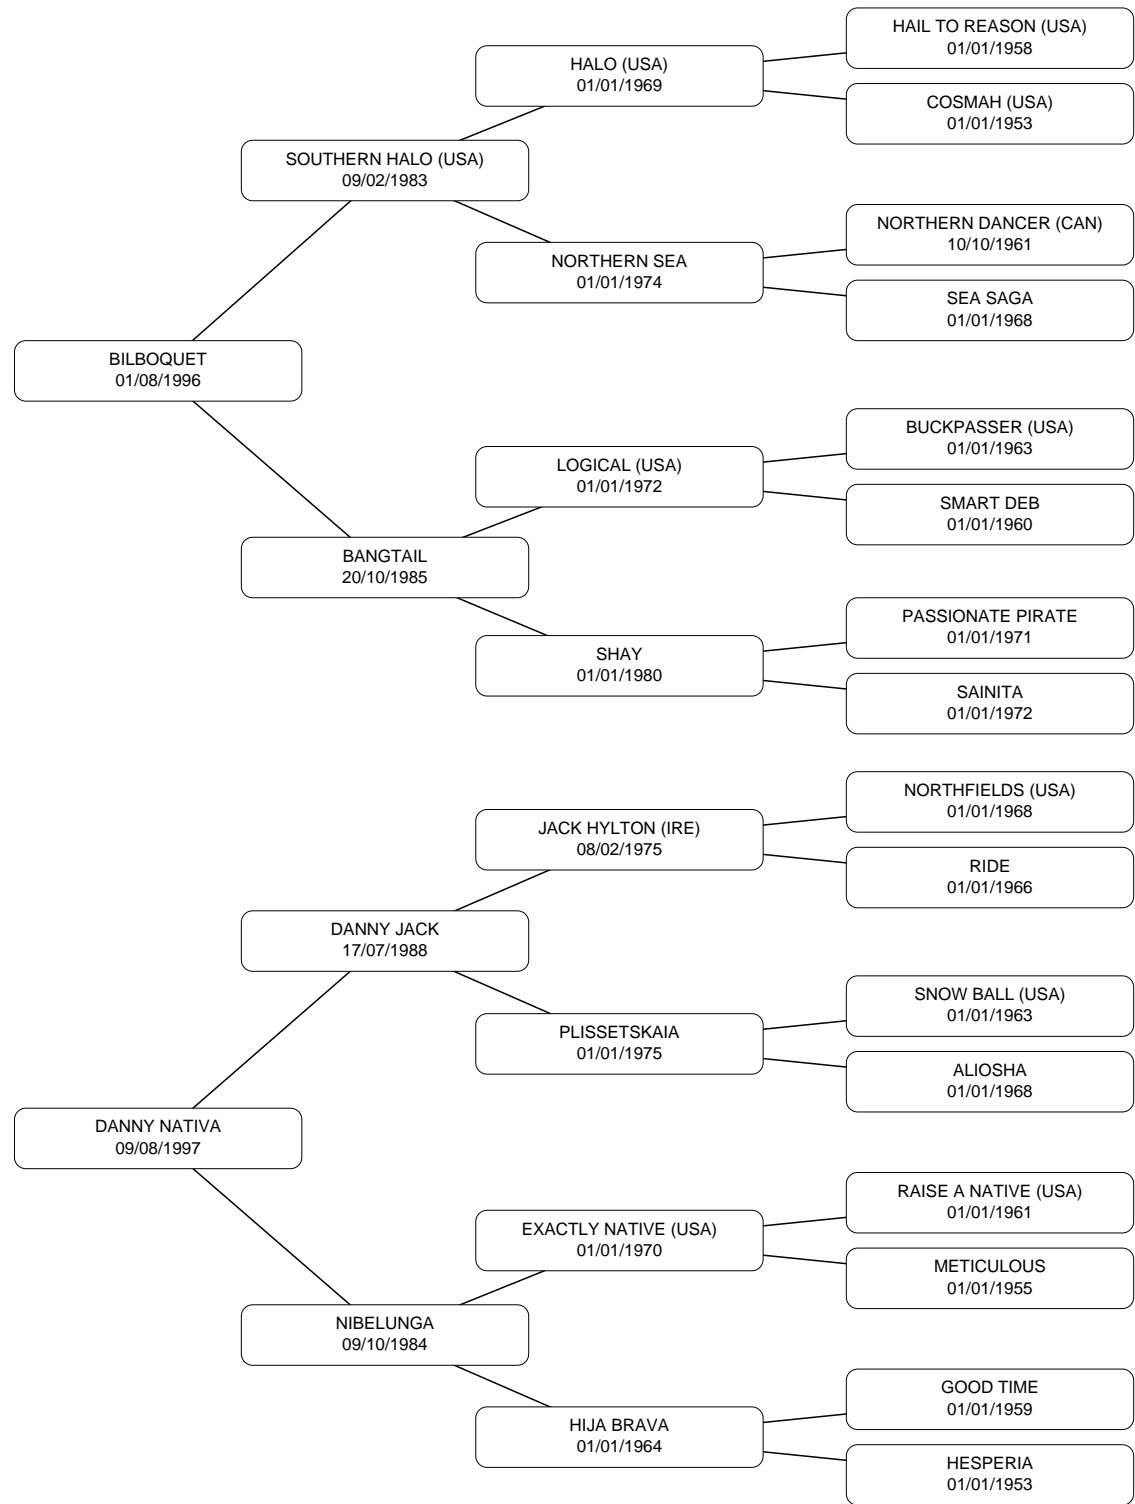 HAIL TO REASON (USA)
01/01/1958
HALO (USA)
01/01/1969
COSMAH (USA)
01/01/1953
SOUTHERN HALO (USA)
09/02/1983
NORTHERN DANCER (CAN)
10/10/1961
NORTHERN SEA
01/01/1974
SEA SAGA
01/01/1968
BILBOQUET
01/08/1996
BUCKPASSER (USA)
01/01/1963
LOGICAL (USA)
01/01/1972
SMART DEB
01/01/1960
BANGTAIL
20/10/1985
PASSIONATE PIRATE
01/01/1971
SHAY
01/01/1980
SAINITA
01/01/1972
NORTHFIELDS (USA)
01/01/1968
JACK HYLTON (IRE)
08/02/1975
RIDE
01/01/1966
DANNY JACK
17/07/1988
SNOW BALL (USA)
01/01/1963
PLISSETSKAIA
01/01/1975
ALIOSHA
01/01/1968
DANNY NATIVA
09/08/1997
RAISE A NATIVE (USA)
01/01/1961
EXACTLY NATIVE (USA)
01/01/1970
METICULOUS
01/01/1955
NIBELUNGA
09/10/1984
GOOD TIME
01/01/1959
HIJA BRAVA
01/01/1964
HESPERIA
01/01/1953